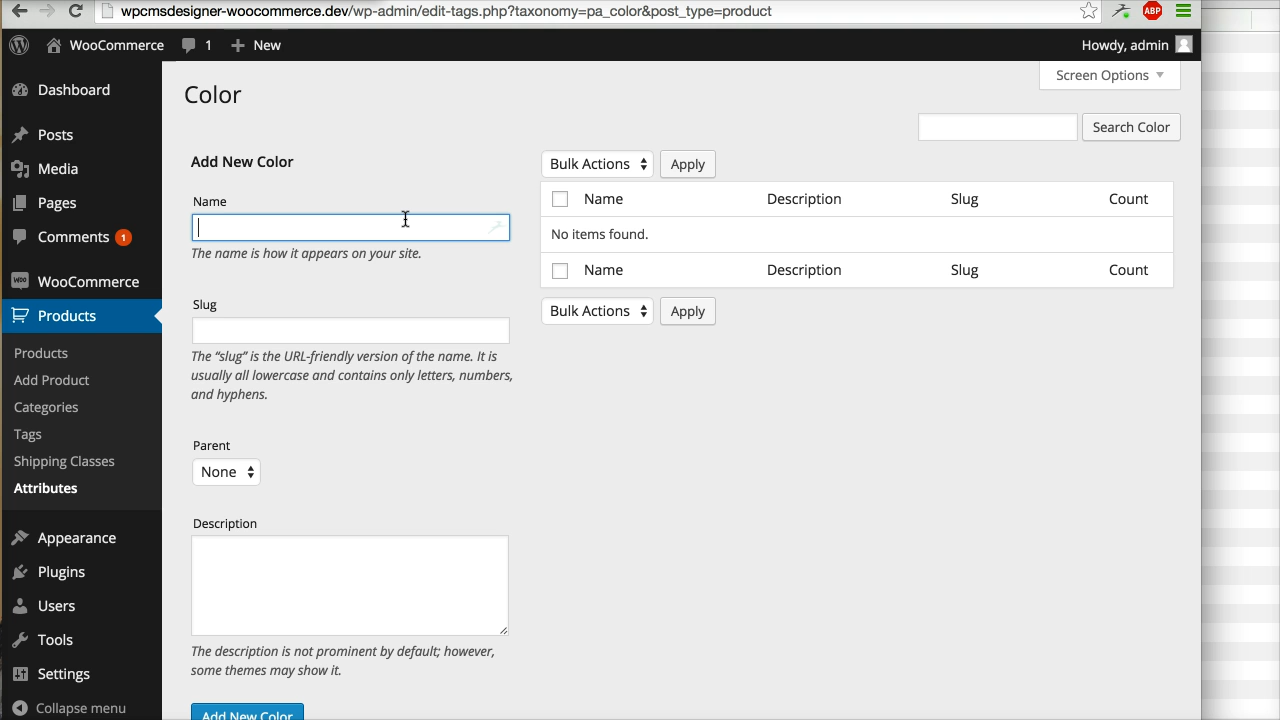 wpcmsdesigner-woocommerce.dev/wp-admin/edit-tags.php?taxonomy=pa_color&post_type=product
ABP
WooCommerce 1 New Howdy, admin
Screen Options
Dashboard
Posts
Media
Pages
Comments 1
WOO WooCommerce
Products
Products
Add Product
Categories
Tags
Shipping Classes
Attributes
Appearance
Plugins
Users
Tools
Settings
Collapse menu
Color
Search Color
Add New Color
Name
The name is how it appears on your site.
Slug
The “slug” is the URL-friendly version of the name. It is
usually all lowercase and contains only letters, numbers,
and hyphens.
Parent
None
Description
The description is not prominent by default; however,
some themes may show it.
Add New Color
Bulk Actions Apply
Name Description Slug Count
No items found.
Name Description Slug Count
Bulk Actions Apply